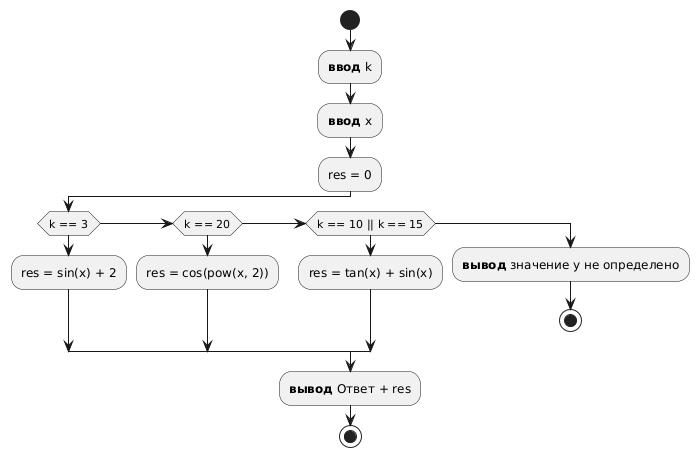 ввод k
ввод x
res = 0
k == 3
k == 20
k == 10 || k == 15
res = sin(x) + 2
res = cos(pow(x, 2))
res = tan(x) + sin(x)
вывод значение y не определено
вывод Ответ + res